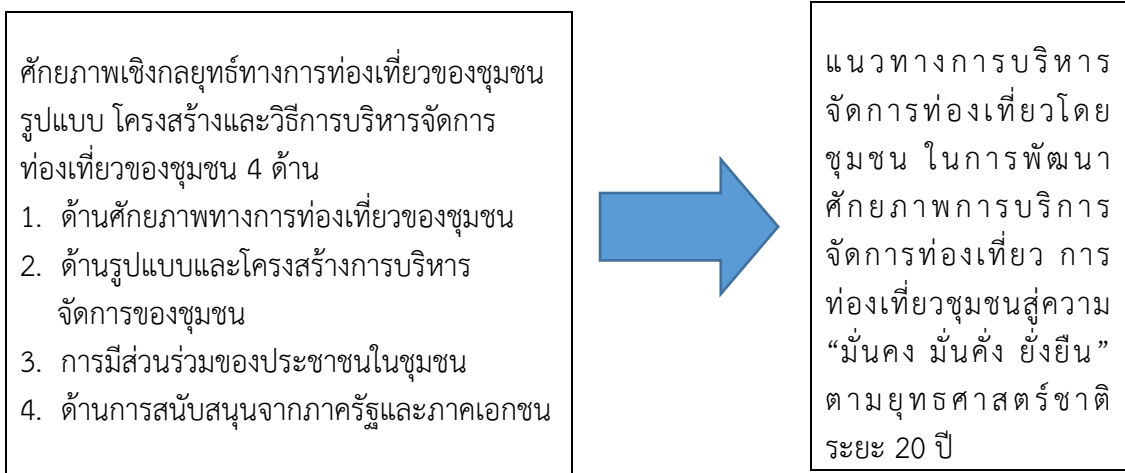 ศักยภาพเชิงกลยุทธ์ทางการท่องเที่ยวของชุมชน
รูปแบบ โครงสร้างและวิธีการบริหารจัดการ
ท่องเที่ยวของชุมชน 4 ด้าน
1. ด้านศักยภาพทางการท่องเที่ยวของชุมชน
2. ด้านรูปแบบและโครงสร้างการบริหาร
จัดการของชุมชน
3. การมีส่วนร่วมของประชาชนในชุมชน
4. ด้านการสนับสนุนจากภาครัฐและภาคเอกชน
แนวทางการบริหาร
จัดการท่องเที่ยวโดย
ชุมชน ในการพัฒนา
ศักยภาพการบริการ
จัดการท่องเที่ยว การ
ท่องเที่ยวชุมชนสู่ความ
“มั่นคง มั่นคั่ง ยั่งยืน”
ตามยุทธศาสตร์ชาติ
ระยะ 20 ปี